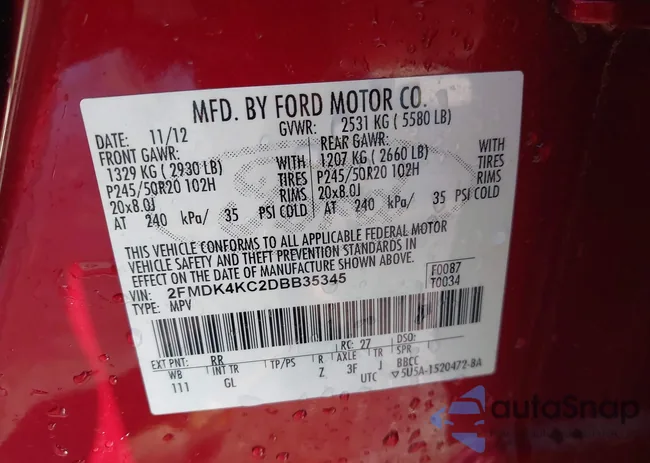 MFD. BY FORD MOTOR CO.
DATE: 11/12 GVWR: 2531 KG ( 5580 LB)
FRONT GAWR: REAR GAWR:
1329 KG ( 2930 LB) WITH 1207 KG ( 2660 LB) WITH
P245/50R20 102H TIRES P245/50R20 102H TIRES
20x8.0J RIMS 20x8.0J RIMS
AT 240 kPa/ 35 PSI COLD AT 240 kPa/ 35 PSI COLD
Ford
THIS VEHICLE CONFORMS TO ALL APPLICABLE FEDERAL MOTOR
VEHICLE SAFETY AND THEFT PREVENTION STANDARDS IN
EFFECT ON THE DATE OF MANUFACTURE SHOWN ABOVE.
VIN: 2FMDK4KC2DBB35345 F0087
TYPE: MPV T0034
EXT PNT: RR RC: 27 DSO:
WB INT TR TP/PS R AXLE TR SPR
111 GL Z 3F J BBCC
UTC ▽5U5A-1520472-BA
autoSnap